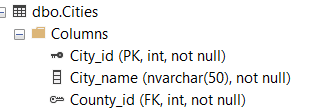 dbo.Cities
Columns
City_id (PK, int, not null)
City_name (nvarchar(50), not null)
County_id (FK, int, not null)